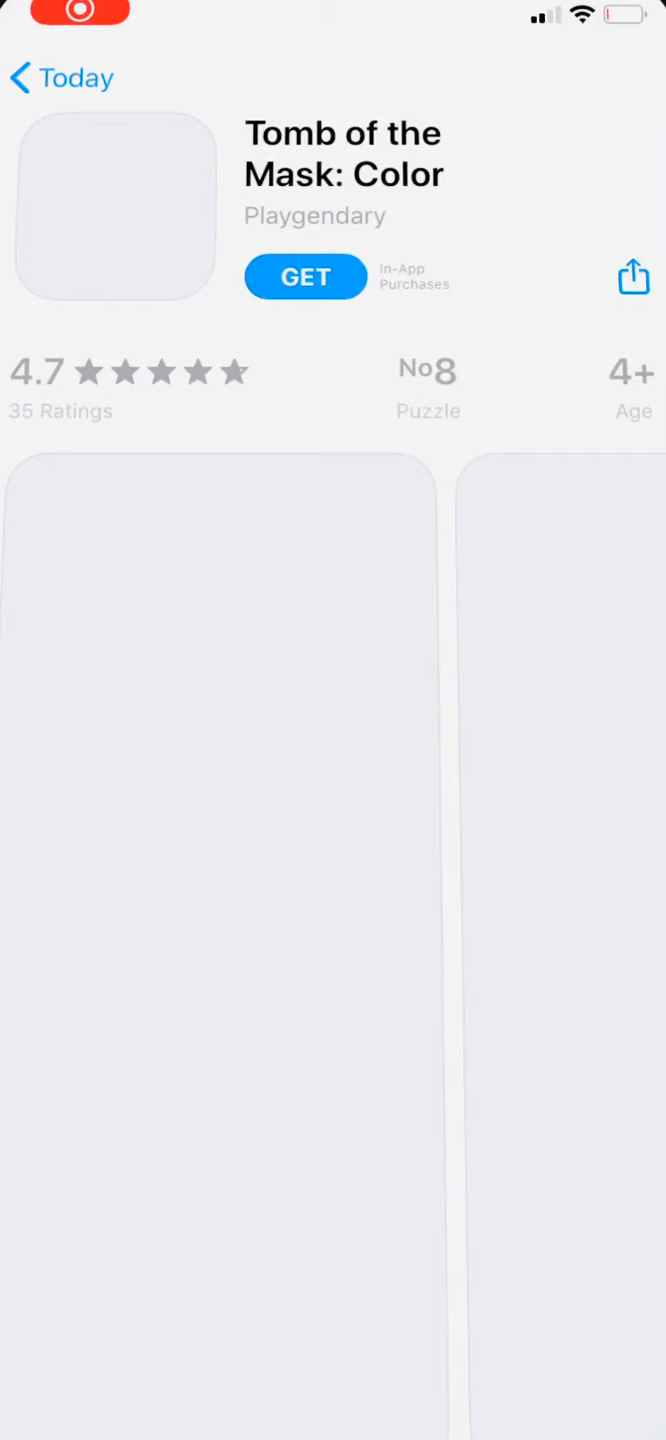 Today
Tomb of the
Mask: Color
Playgendary
GET
In-App
Purchases
4.7
No8
4+
35 Ratings
Puzzle
Age